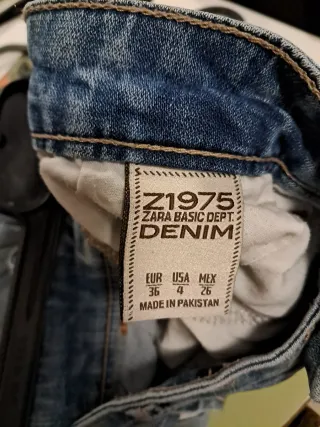 Z1975
ZARA BASIC DEPT.
DENIM
EUR USA MEX
36 4 26
MADE IN PAKISTAN